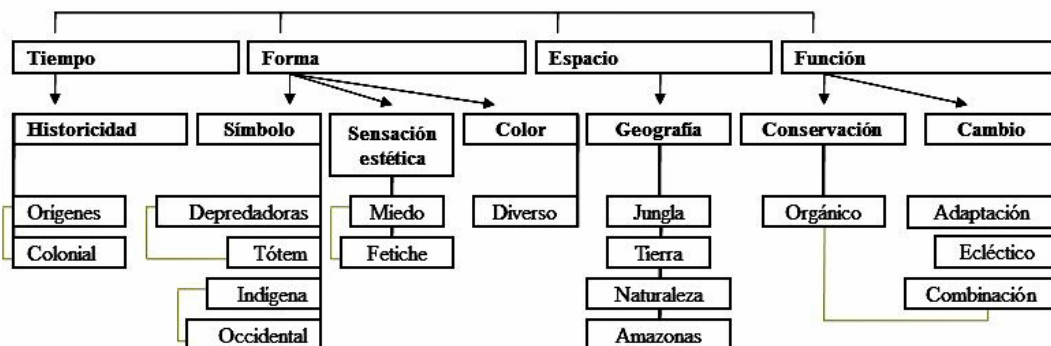 Tiempo
Forma
Espacio
Función
Historicidad
Símbolo
Sensación
estética
Color
Geografía
Conservación
Cambio
Orígenes
Depredadoras
Miedo
Diverso
Jungla
Orgánico
Adaptación
Colonial
Tótem
Fetiche
Tierra
Ecléctico
Indígena
Naturaleza
Combinación
Occidental
Amazonas